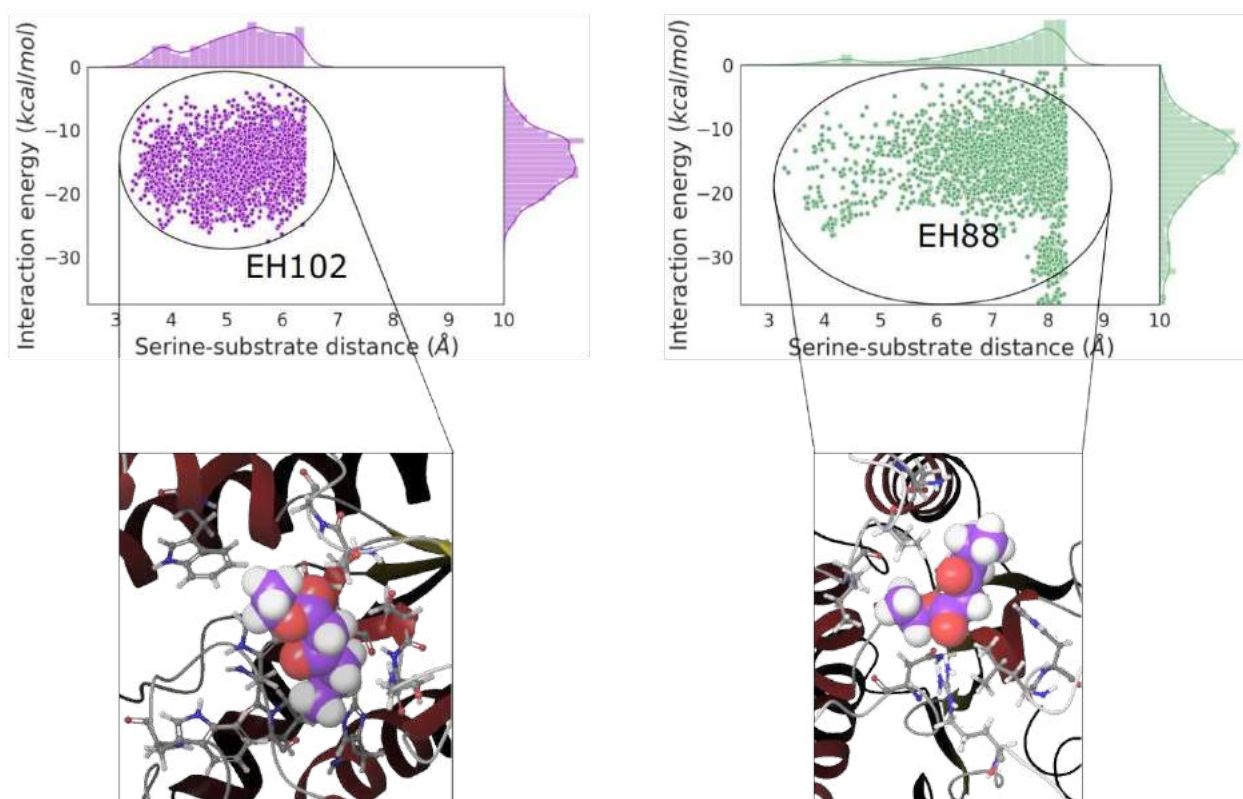 Interaction energy (kcal/mol)
0
−10
−20
−30
EH102
3 4 5 6 7 8 9 10
Serine-substrate distance (Å)
Interaction energy (kcal/mol)
0
−10
−20
−30
EH88
3 4 5 6 7 8 9 10
Serine-substrate distance (Å)